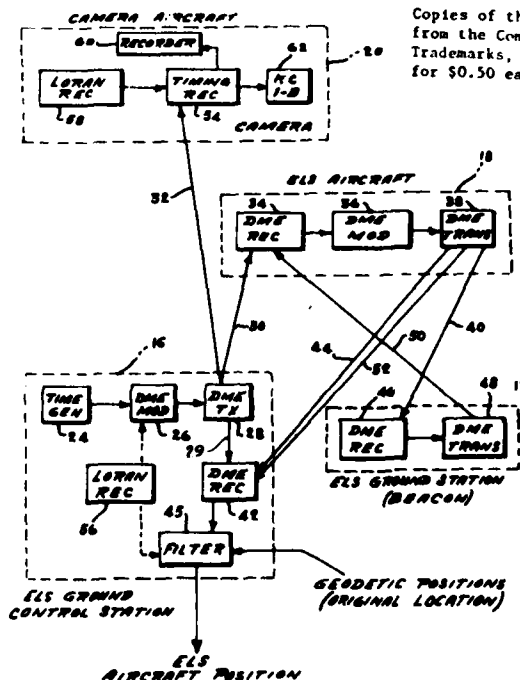 Copies of th
from the Com
Trademarks,
for $0.50 ea
CAMERA AIRCRAFT
60
RECORDER
20
LORAN REC
58
TIMING REC
54
62
KC 1-B
CAMERA
32
ELS AIRCRAFT
18
34
DME REC
36
DME MOD
38
DME TRANS
30
50
40
44
52
16
TIME GEN
24
DME MOD
26
DME TX
28
29
46
DME REC
48
DME TRANS
ELS GROUND STATION
(BEACON)
LORAN REC
56
DME REC
42
45
FILTER
ELS GROUND
CONTROL STATION
GEODETIC POSITIONS
(ORIGINAL LOCATION)
ELS
AIRCRAFT POSITION